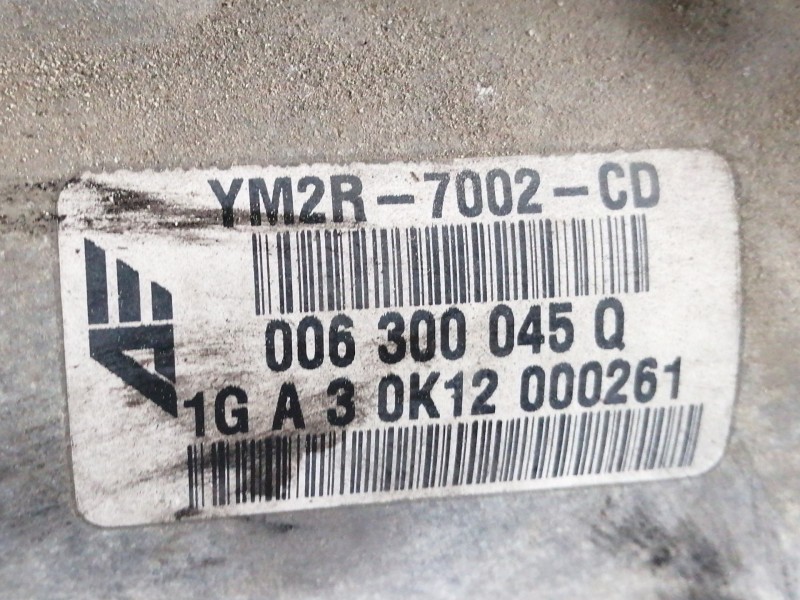 YM2R-7002-CD
006 300 045 Q
1G A 3 0K12 000261